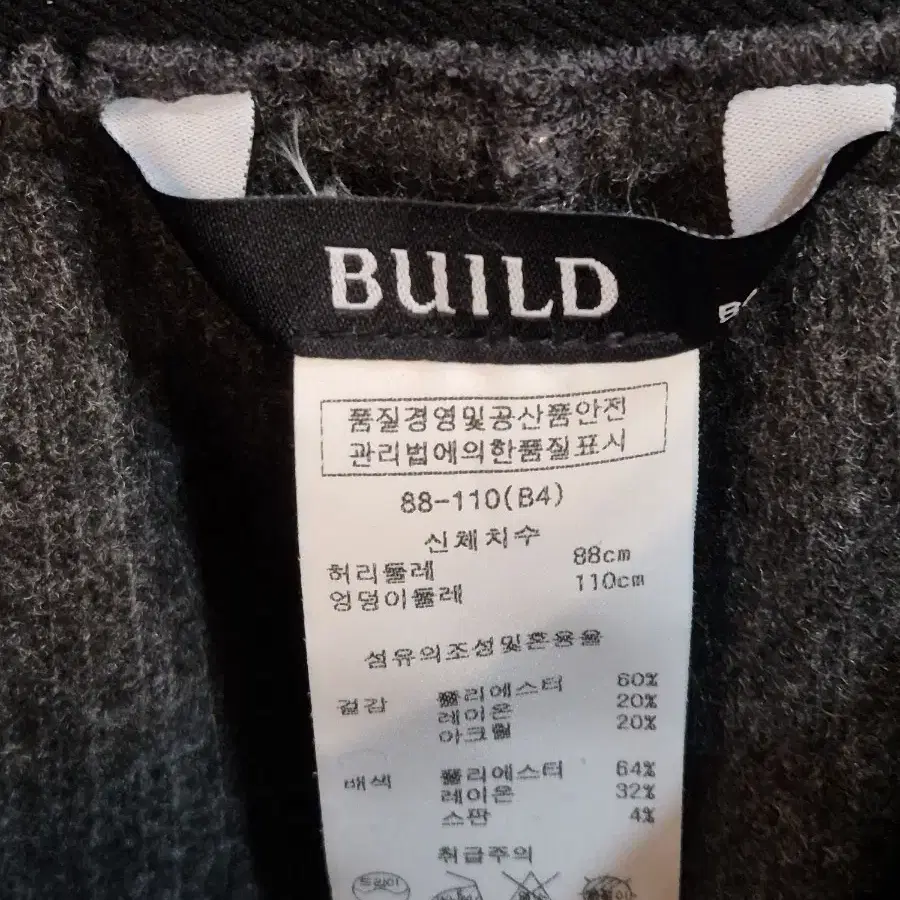 BUILD
품질경영및공산품안전
관리법에의한품질표시
88-110(B4)
신체치수
허리둘레 88cm
엉덩이둘레 110cm
섬유의조성및혼용율
겉감 폴리에스터 60%
레이온 20%
아크릴 20%
배색 폴리에스터 64%
레이온 32%
스판 4%
취급주의
드라이